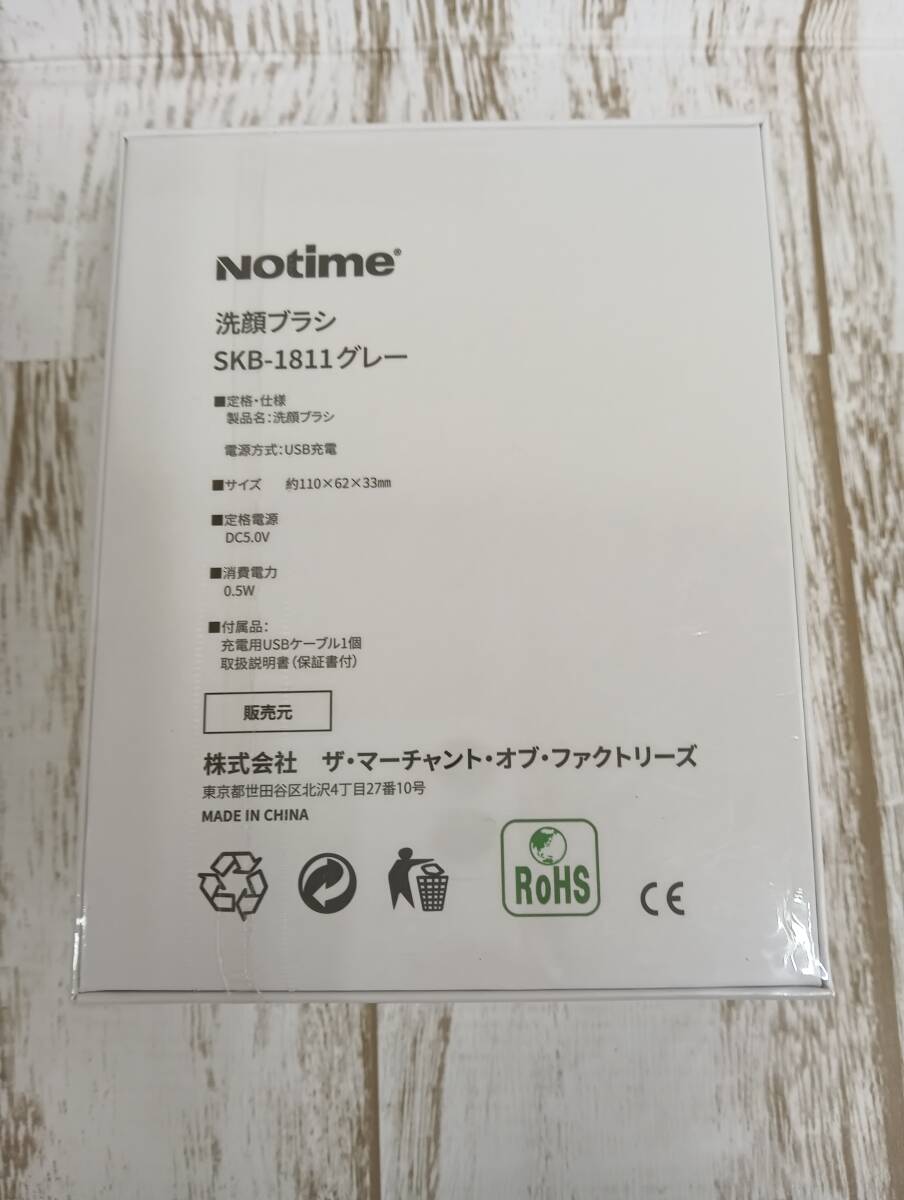 Notime®
洗顔ブラシ
SKB-1811グレー
■定格・仕様
製品名：洗顔ブラシ
電源方式：USB充電
■サイズ 約110×62×33㎜
■定格電源
DC5.0V
■消費電力
0.5W
■付属品：
充電用USBケーブル1個
取扱説明書（保証書付）
販売元
株式会社 ザ・マーチャント・オブ・ファクトリーズ
東京都世田谷区北沢4丁目27番10号
MADE IN CHINA
RoHS
CE